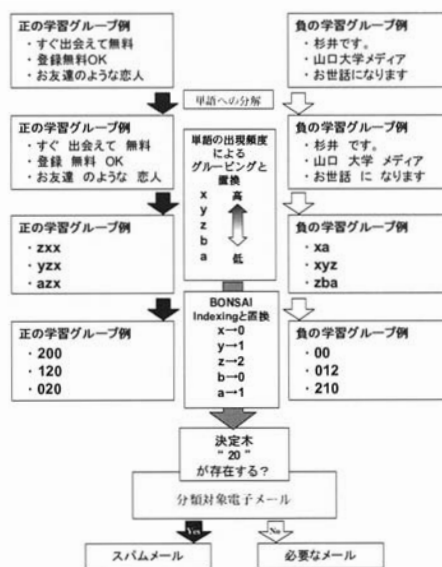 正の学習グループ例
・すぐ出会えて無料
・登録無料OK
・お友達のような恋人
負の学習グループ例
・杉井です。
・山口大学メディア
・お世話になります
単語への分解
正の学習グループ例
・すぐ 出会えて 無料
・登録 無料 OK
・お友達 のような 恋人
単語の出現頻度に
よる
グルーピングと
置換
x 高
y
z
b
a 低
負の学習グループ例
・杉井 です。
・山口 大学 メディア
・お世話 に なります
正の学習グループ例
・zxx
・yzx
・azx
負の学習グループ例
・xa
・xyz
・zba
BONSAI
Indexingと置換
x→0
y→1
z→2
b→0
a→1
正の学習グループ例
・200
・120
・020
負の学習グループ例
・00
・012
・210
決定木
“20”
が存在する?
分類対象電子メール
Yes
No
スパムメール
必要なメール